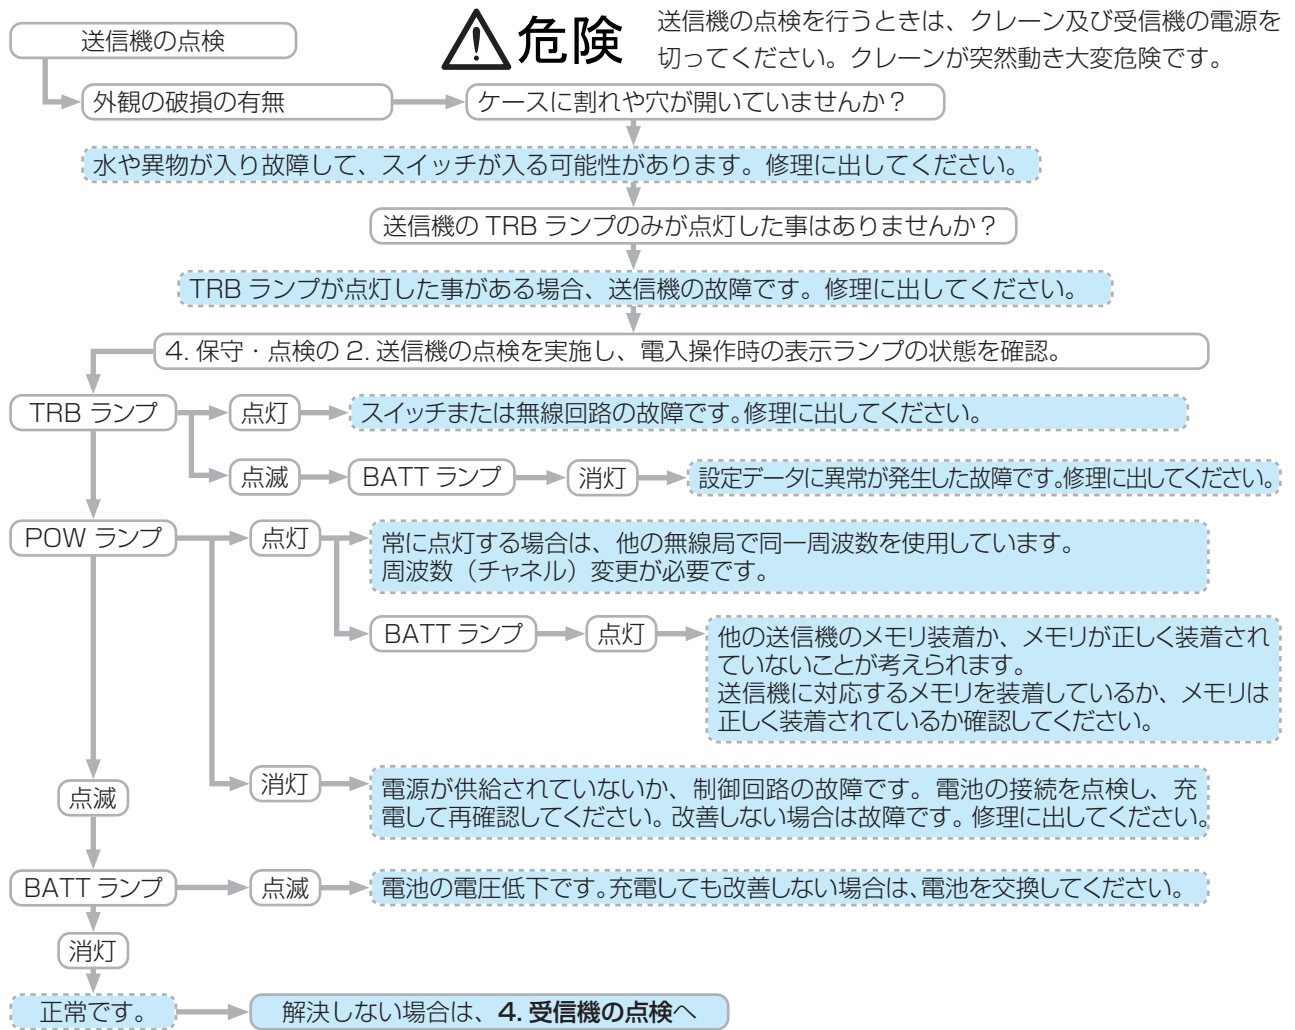 送信機の点検
危険
送信機の点検を行うときは、クレーン及び受信機の電源を
切ってください。クレーンが突然動き大変危険です。
外観の破損の有無
ケースに割れや穴が開いていませんか?
水や異物が入り故障して、スイッチが入る可能性があります。修理に出してください。
送信機の TRB ランプのみが点灯した事はありませんか?
TRB ランプが点灯した事がある場合、送信機の故障です。修理に出してください。
4. 保守・点検の 2. 送信機の点検を実施し、電入操作時の表示ランプの状態を確認。
TRB ランプ
点灯
スイッチまたは無線回路の故障です。修理に出してください。
点滅
BATT ランプ
消灯
設定データに異常が発生した故障です。修理に出してください。
POW ランプ
点灯
常に点灯する場合は、他の無線局で同一周波数を使用しています。
周波数(チャネル)変更が必要です。
BATT ランプ
点灯
他の送信機のメモリ装着か、メモリが正しく装着され
ていないことが考えられます。
送信機に対応するメモリを装着しているか、メモリは
正しく装着されているか確認してください。
消灯
電源が供給されていないか、制御回路の故障です。電池の接続を点検し、充
電して再確認してください。改善しない場合は故障です。修理に出してください。
点滅
BATT ランプ
点滅
電池の電圧低下です。充電しても改善しない場合は、電池を交換してください。
消灯
正常です。
解決しない場合は、4. 受信機の点検へ